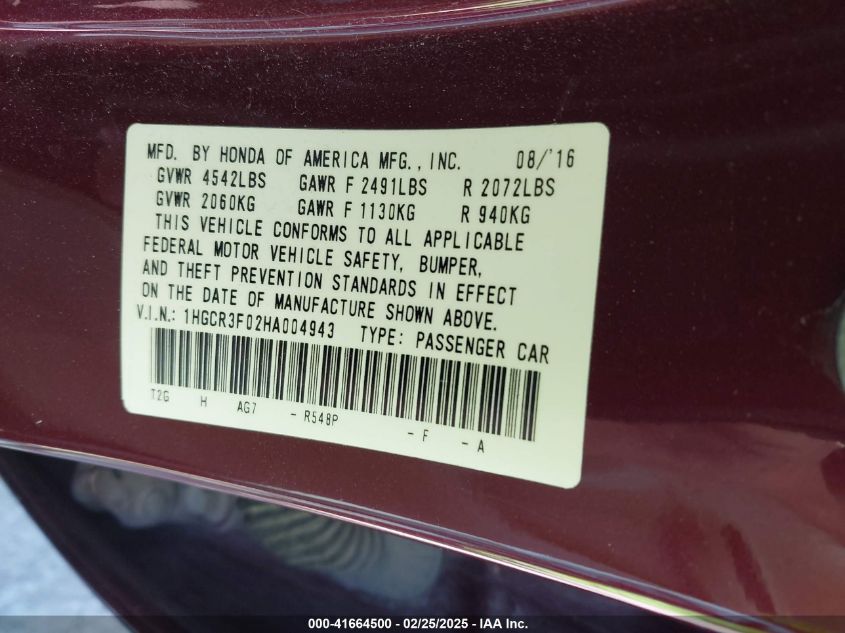 MFD. BY HONDA OF AMERICA MFG., INC. 08/'16
GVWR 4542LBS GAWR F 2491LBS R 2072LBS
GVWR 2060KG GAWR F 1130KG R 940KG
THIS VEHICLE CONFORMS TO ALL APPLICABLE
FEDERAL MOTOR VEHICLE SAFETY, BUMPER,
AND THEFT PREVENTION STANDARDS IN EFFECT
ON THE DATE OF MANUFACTURE SHOWN ABOVE.
V.I.N.: 1HGCR3F02HA004943 TYPE: PASSENGER CAR
T2G H AG7 - R548P - F - A
000-41664500 - 02/25/2025 - IAA Inc.